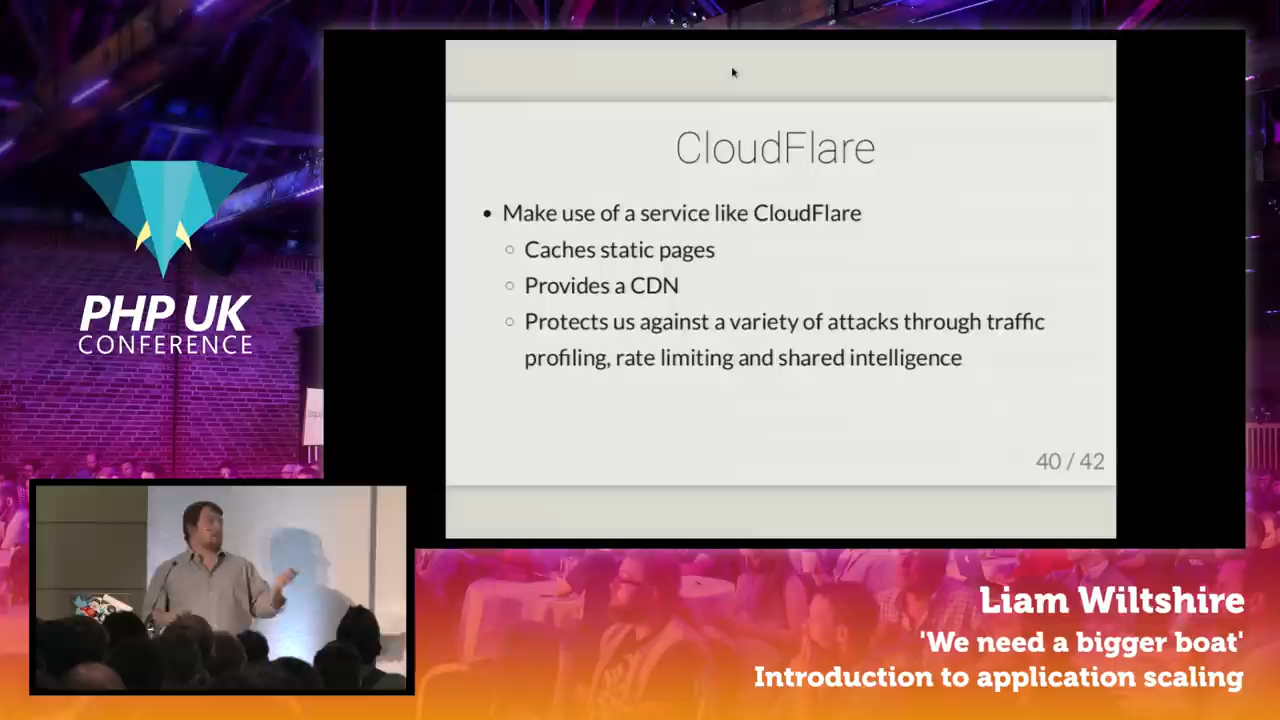 CloudFlare
• Make use of a service like CloudFlare
○ Caches static pages
○ Provides a CDN
○ Protects us against a variety of attacks through traffic
profiling, rate limiting and shared intelligence
40 / 42
PHP UK
CONFERENCE
Liam Wiltshire
'We need a bigger boat'
Introduction to application scaling